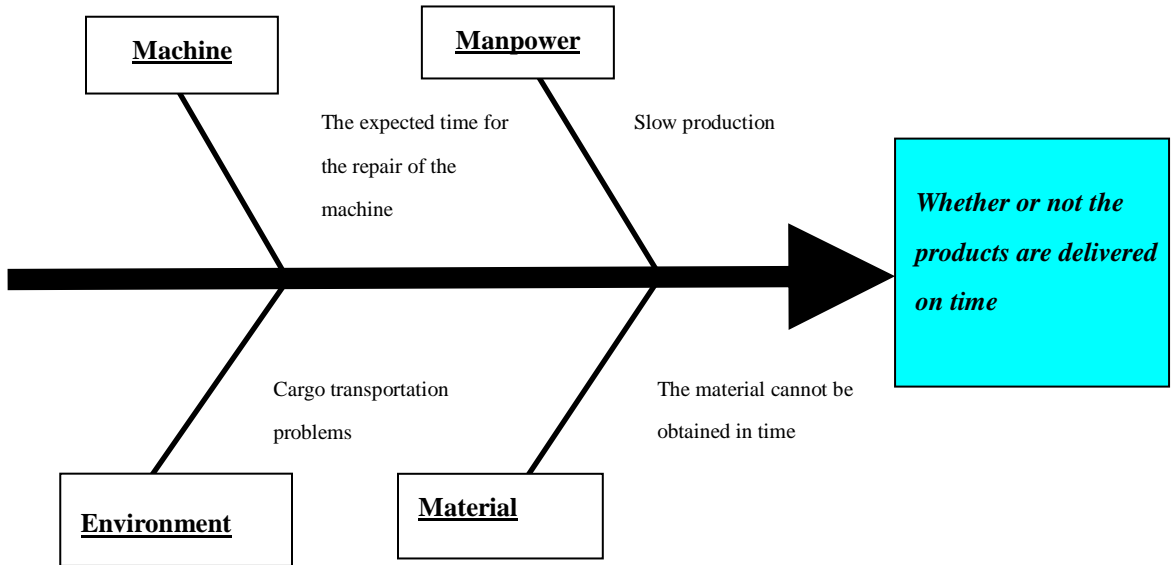 Machine
Manpower
The expected time for
the repair of the
machine
Slow production
Whether or not the
products are delivered
on time
Cargo transportation
problems
The material cannot be
obtained in time
Environment
Material